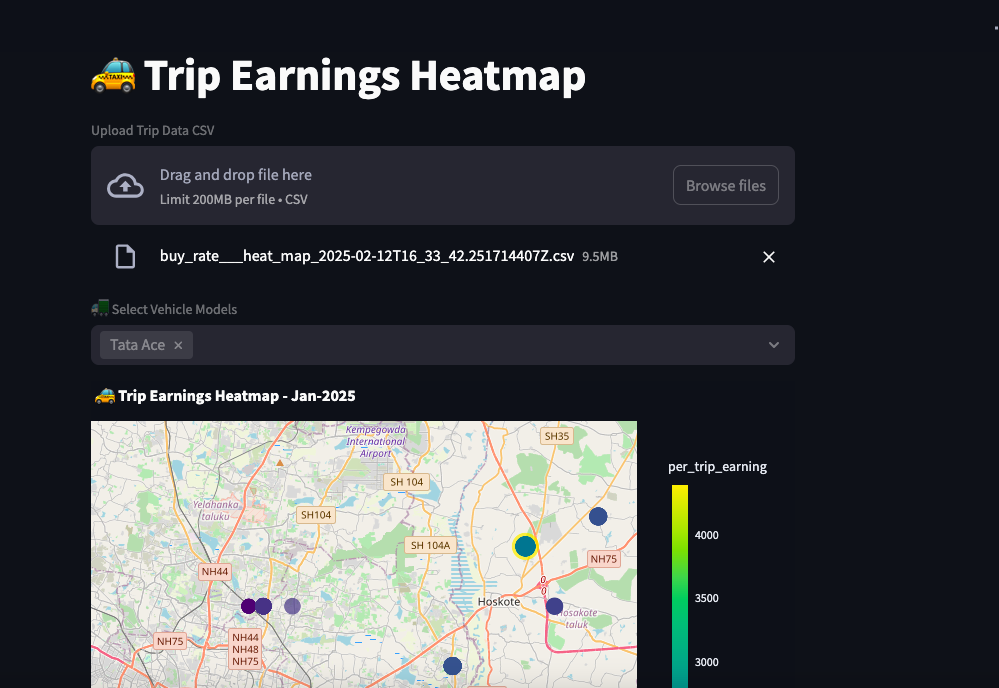 Trip Earnings Heatmap
Upload Trip Data CSV
Drag and drop file here
Limit 200MB per file • CSV
Browse files
buy_rate___heat_map_2025-02-12T16_33_42.251714407Z.csv 9.5MB
Select Vehicle Models
Tata Ace ×
Trip Earnings Heatmap - Jan-2025
Kempegowda
International
Airport
SH35
per_trip_earning
SH 104
Yelahanka
taluku
SH104
4000
SH 104A
NH75
NH44
0
0
3500
Hoskote
Hosakote
taluk
NH75
NH44
NH48
NH75
3000